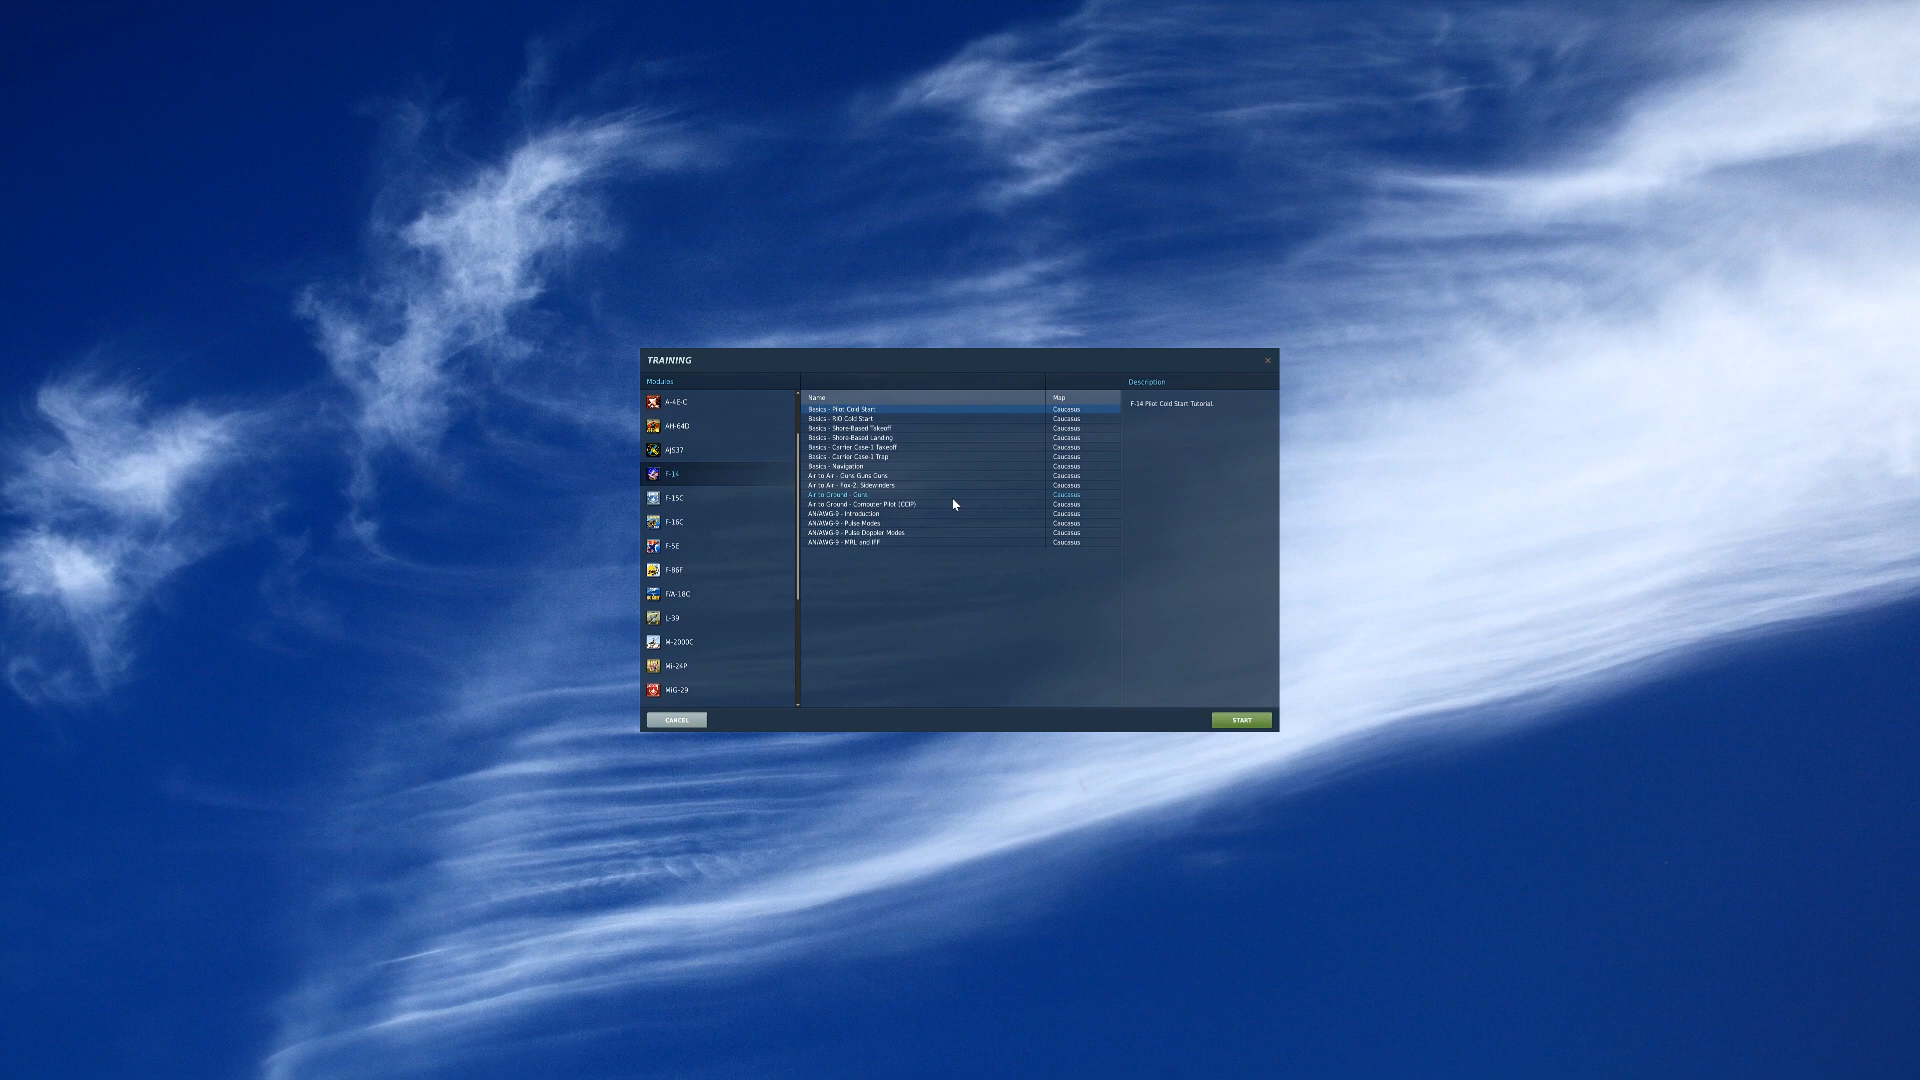 TRAINING
×
Modules
Description
A-4E-C
AH-64D
AJS37
F-14
F-15C
F-16C
F-5E
F-86F
F/A-18C
L-39
M-2000C
Mi-24P
MiG-29
Name Map
Basics - Pilot Cold Start Caucasus
Basics - RIO Cold Start Caucasus
Basics - Shore-Based Takeoff Caucasus
Basics - Shore-Based Landing Caucasus
Basics - Carrier Case-1 Takeoff Caucasus
Basics - Carrier Case-1 Trap Caucasus
Basics - Navigation Caucasus
Air to Air - Guns Guns Guns Caucasus
Air to Air - Fox-2, Sidewinders Caucasus
Air to Ground - Guns Caucasus
Air to Ground - Computer Pilot (CCIP) Caucasus
AN/AWG-9 - Introduction Caucasus
AN/AWG-9 - Pulse Modes Caucasus
AN/AWG-9 - Pulse Doppler Modes Caucasus
AN/AWG-9 - MRL and IFF Caucasus
F-14 Pilot Cold Start Tutorial.
CANCEL
START